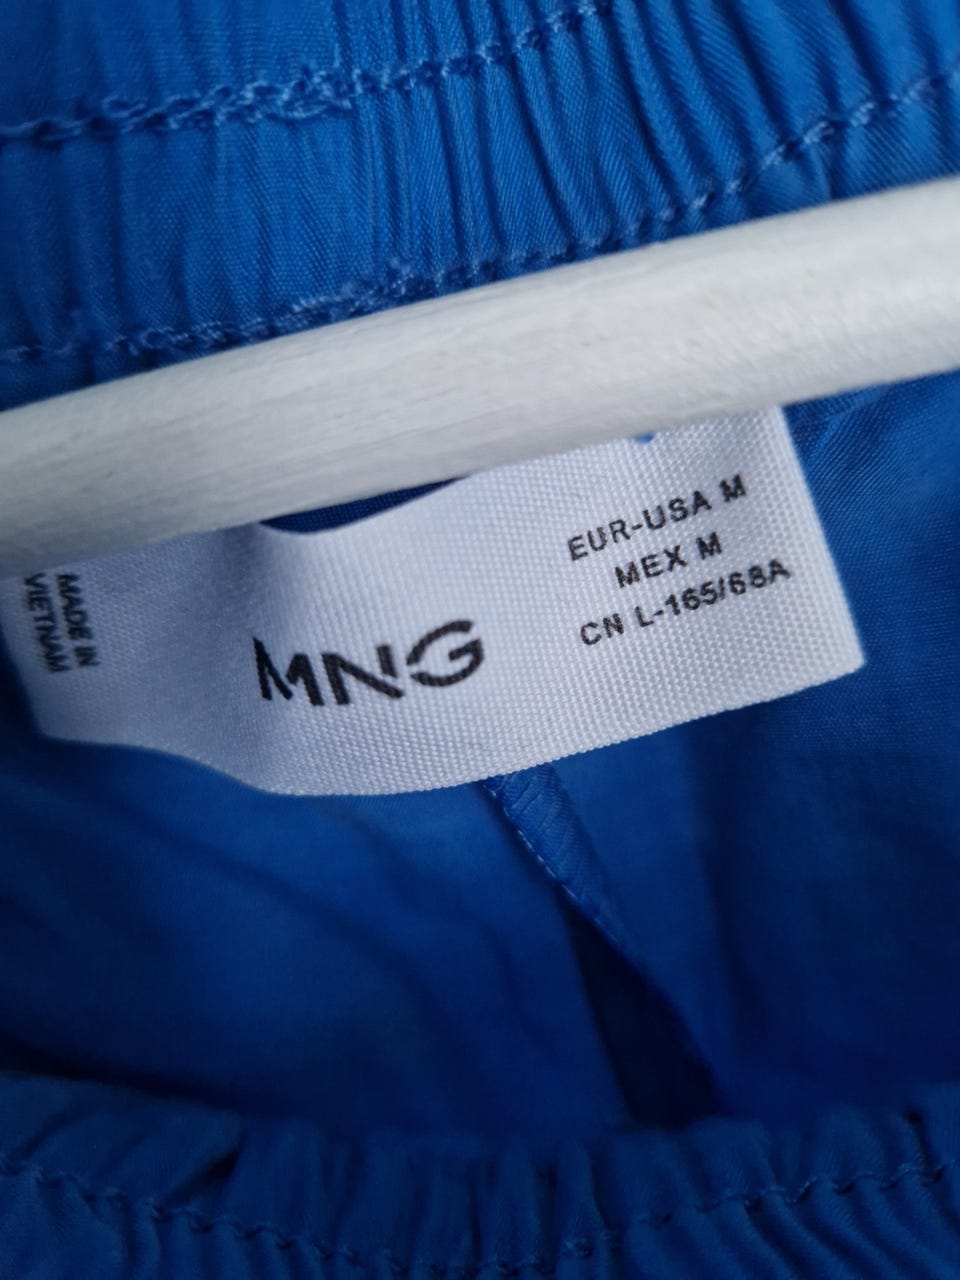 MADE IN
VIETNAM
MNG
EUR-USA M
MEX M
CN L-165/68A